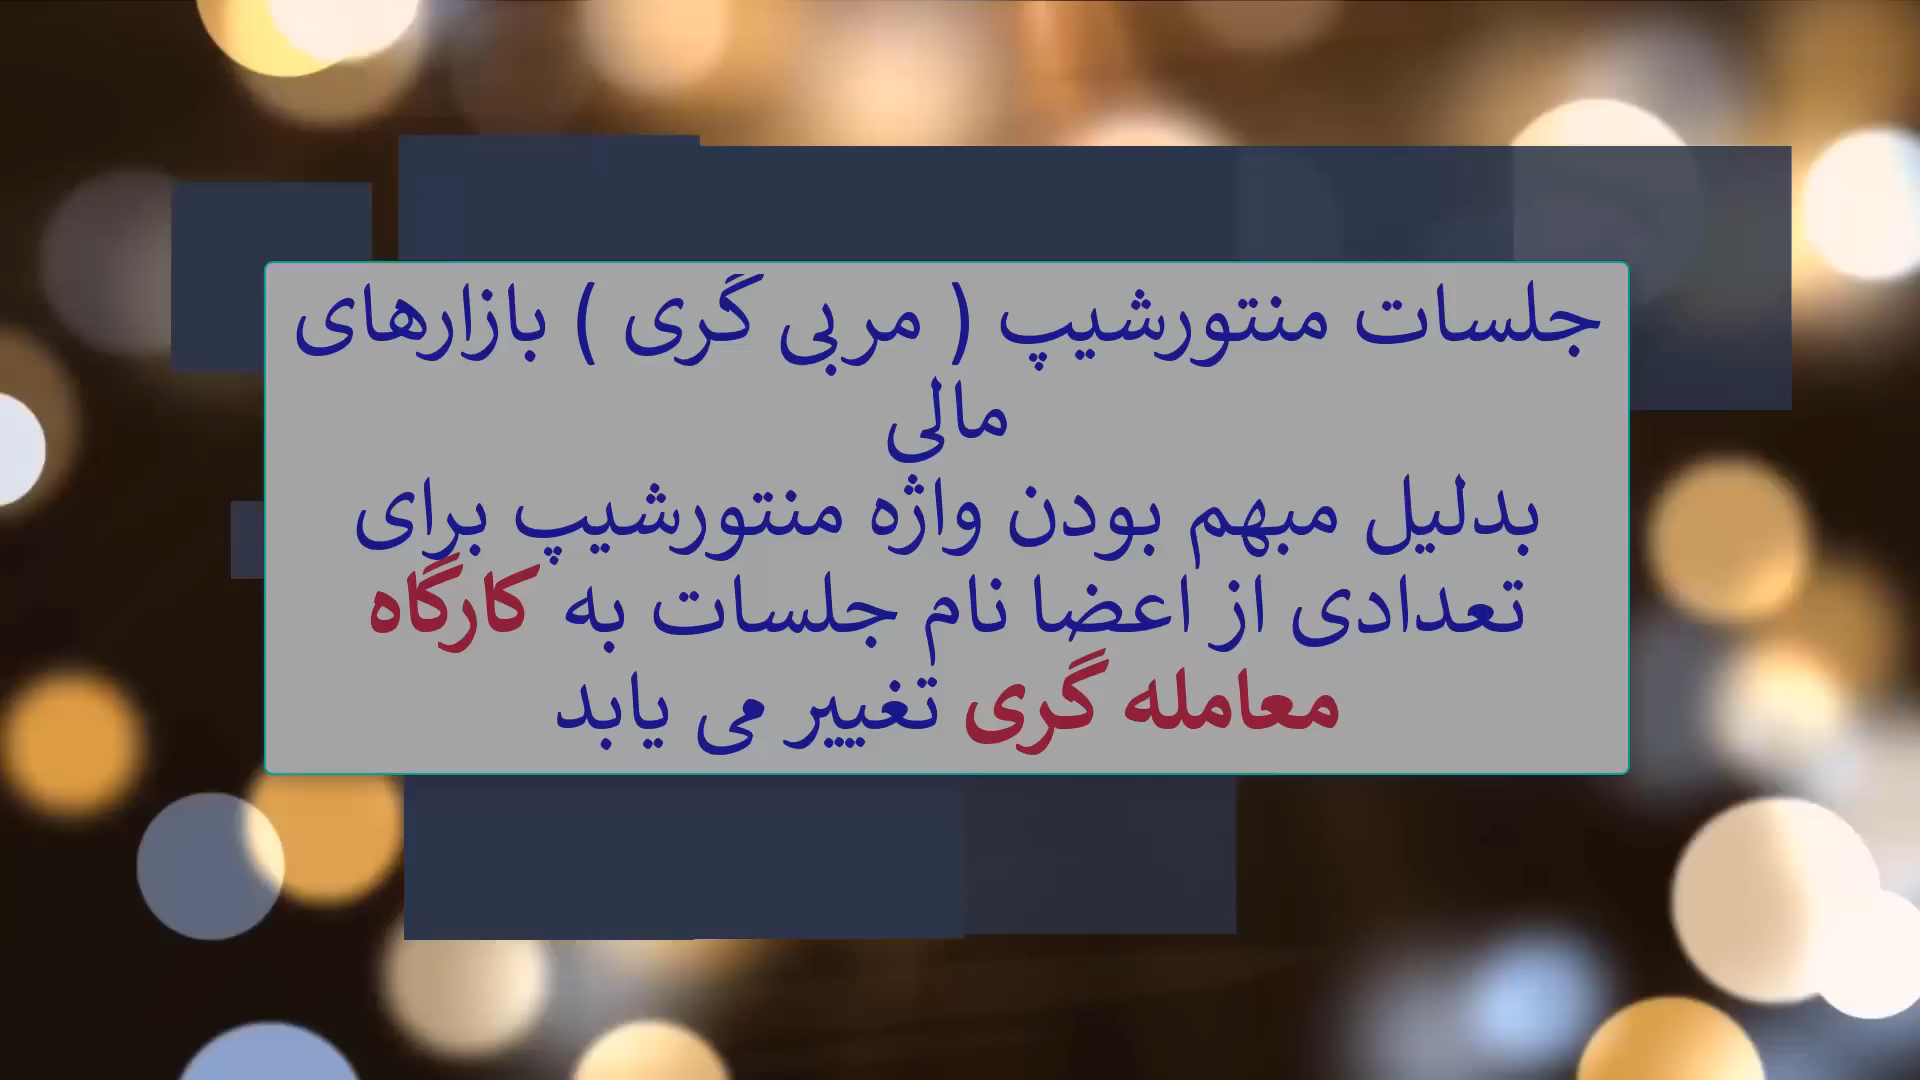 جلسات منتورشیپ ( مربی گری ) بازارهای
مالی
بدلیل مبهم بودن واژه منتورشیپ برای
تعدادی از اعضا نام جلسات به کارگاه
معامله گری تغییر می یابد